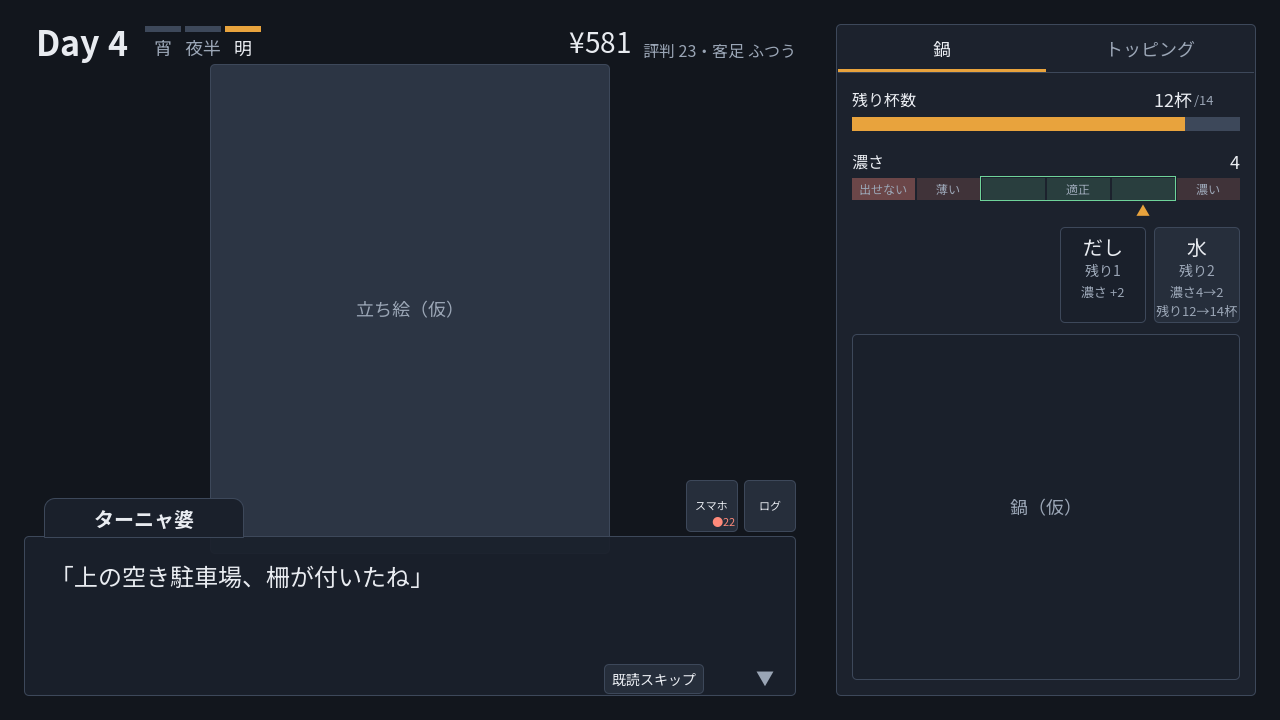 Day 4
宵 夜半 明
¥581 評判 23・客足 ふつう
立ち絵（仮）
スマホ
22
ログ
ターニャ婆
「上の空き駐車場、柵が付いたね」
既読スキップ
▼
鍋 トッピング
残り杯数 12杯/14
濃さ 4
出せない 薄い 適正 濃い
▲
だし
残り1
濃さ +2
水
残り2
濃さ4→2
残り12→14杯
鍋（仮）